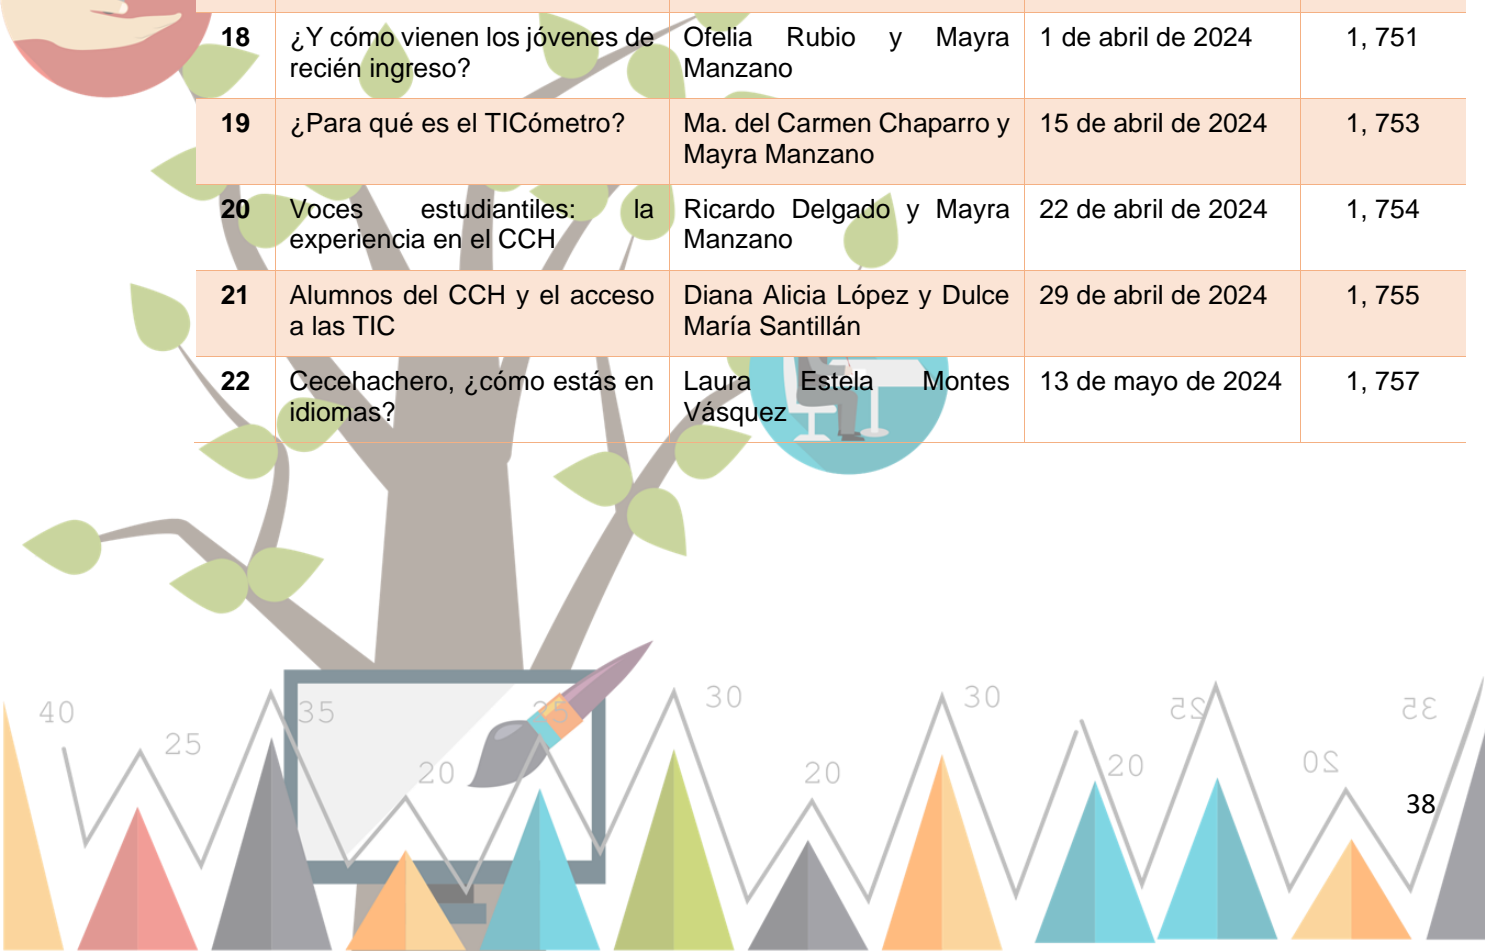 18 ¿Y cómo vienen los jóvenes de Ofelia Rubio y Mayra 1 de abril de 2024 1, 751
recién ingreso? Manzano
19 ¿Para qué es el TICómetro? Ma. del Carmen Chaparro y 15 de abril de 2024 1, 753
Mayra Manzano
20 Voces estudiantiles: la Ricardo Delgado y Mayra 22 de abril de 2024 1, 754
experiencia en el CCH Manzano
21 Alumnos del CCH y el acceso Diana Alicia López y Dulce 29 de abril de 2024 1, 755
a las TIC María Santillán
22 Cecehachero, ¿cómo estás en Laura Estela Montes 13 de mayo de 2024 1, 757
idiomas? Vásquez
40 35 25 30 30 25 35
25 20 20 20 20
38